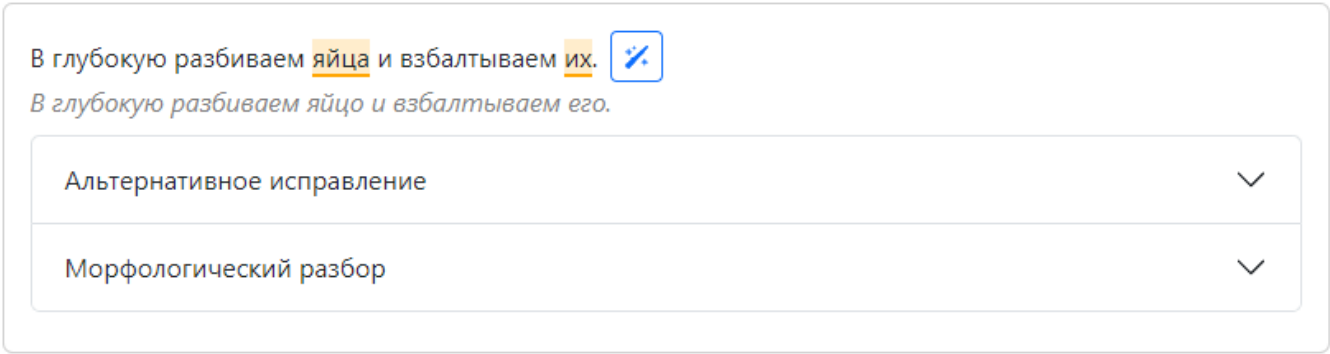 В глубокую разбиваем яйца и взбалтываем их.
В глубокую разбиваем яйцо и взбалтываем его.
Альтернативное исправление
Морфологический разбор